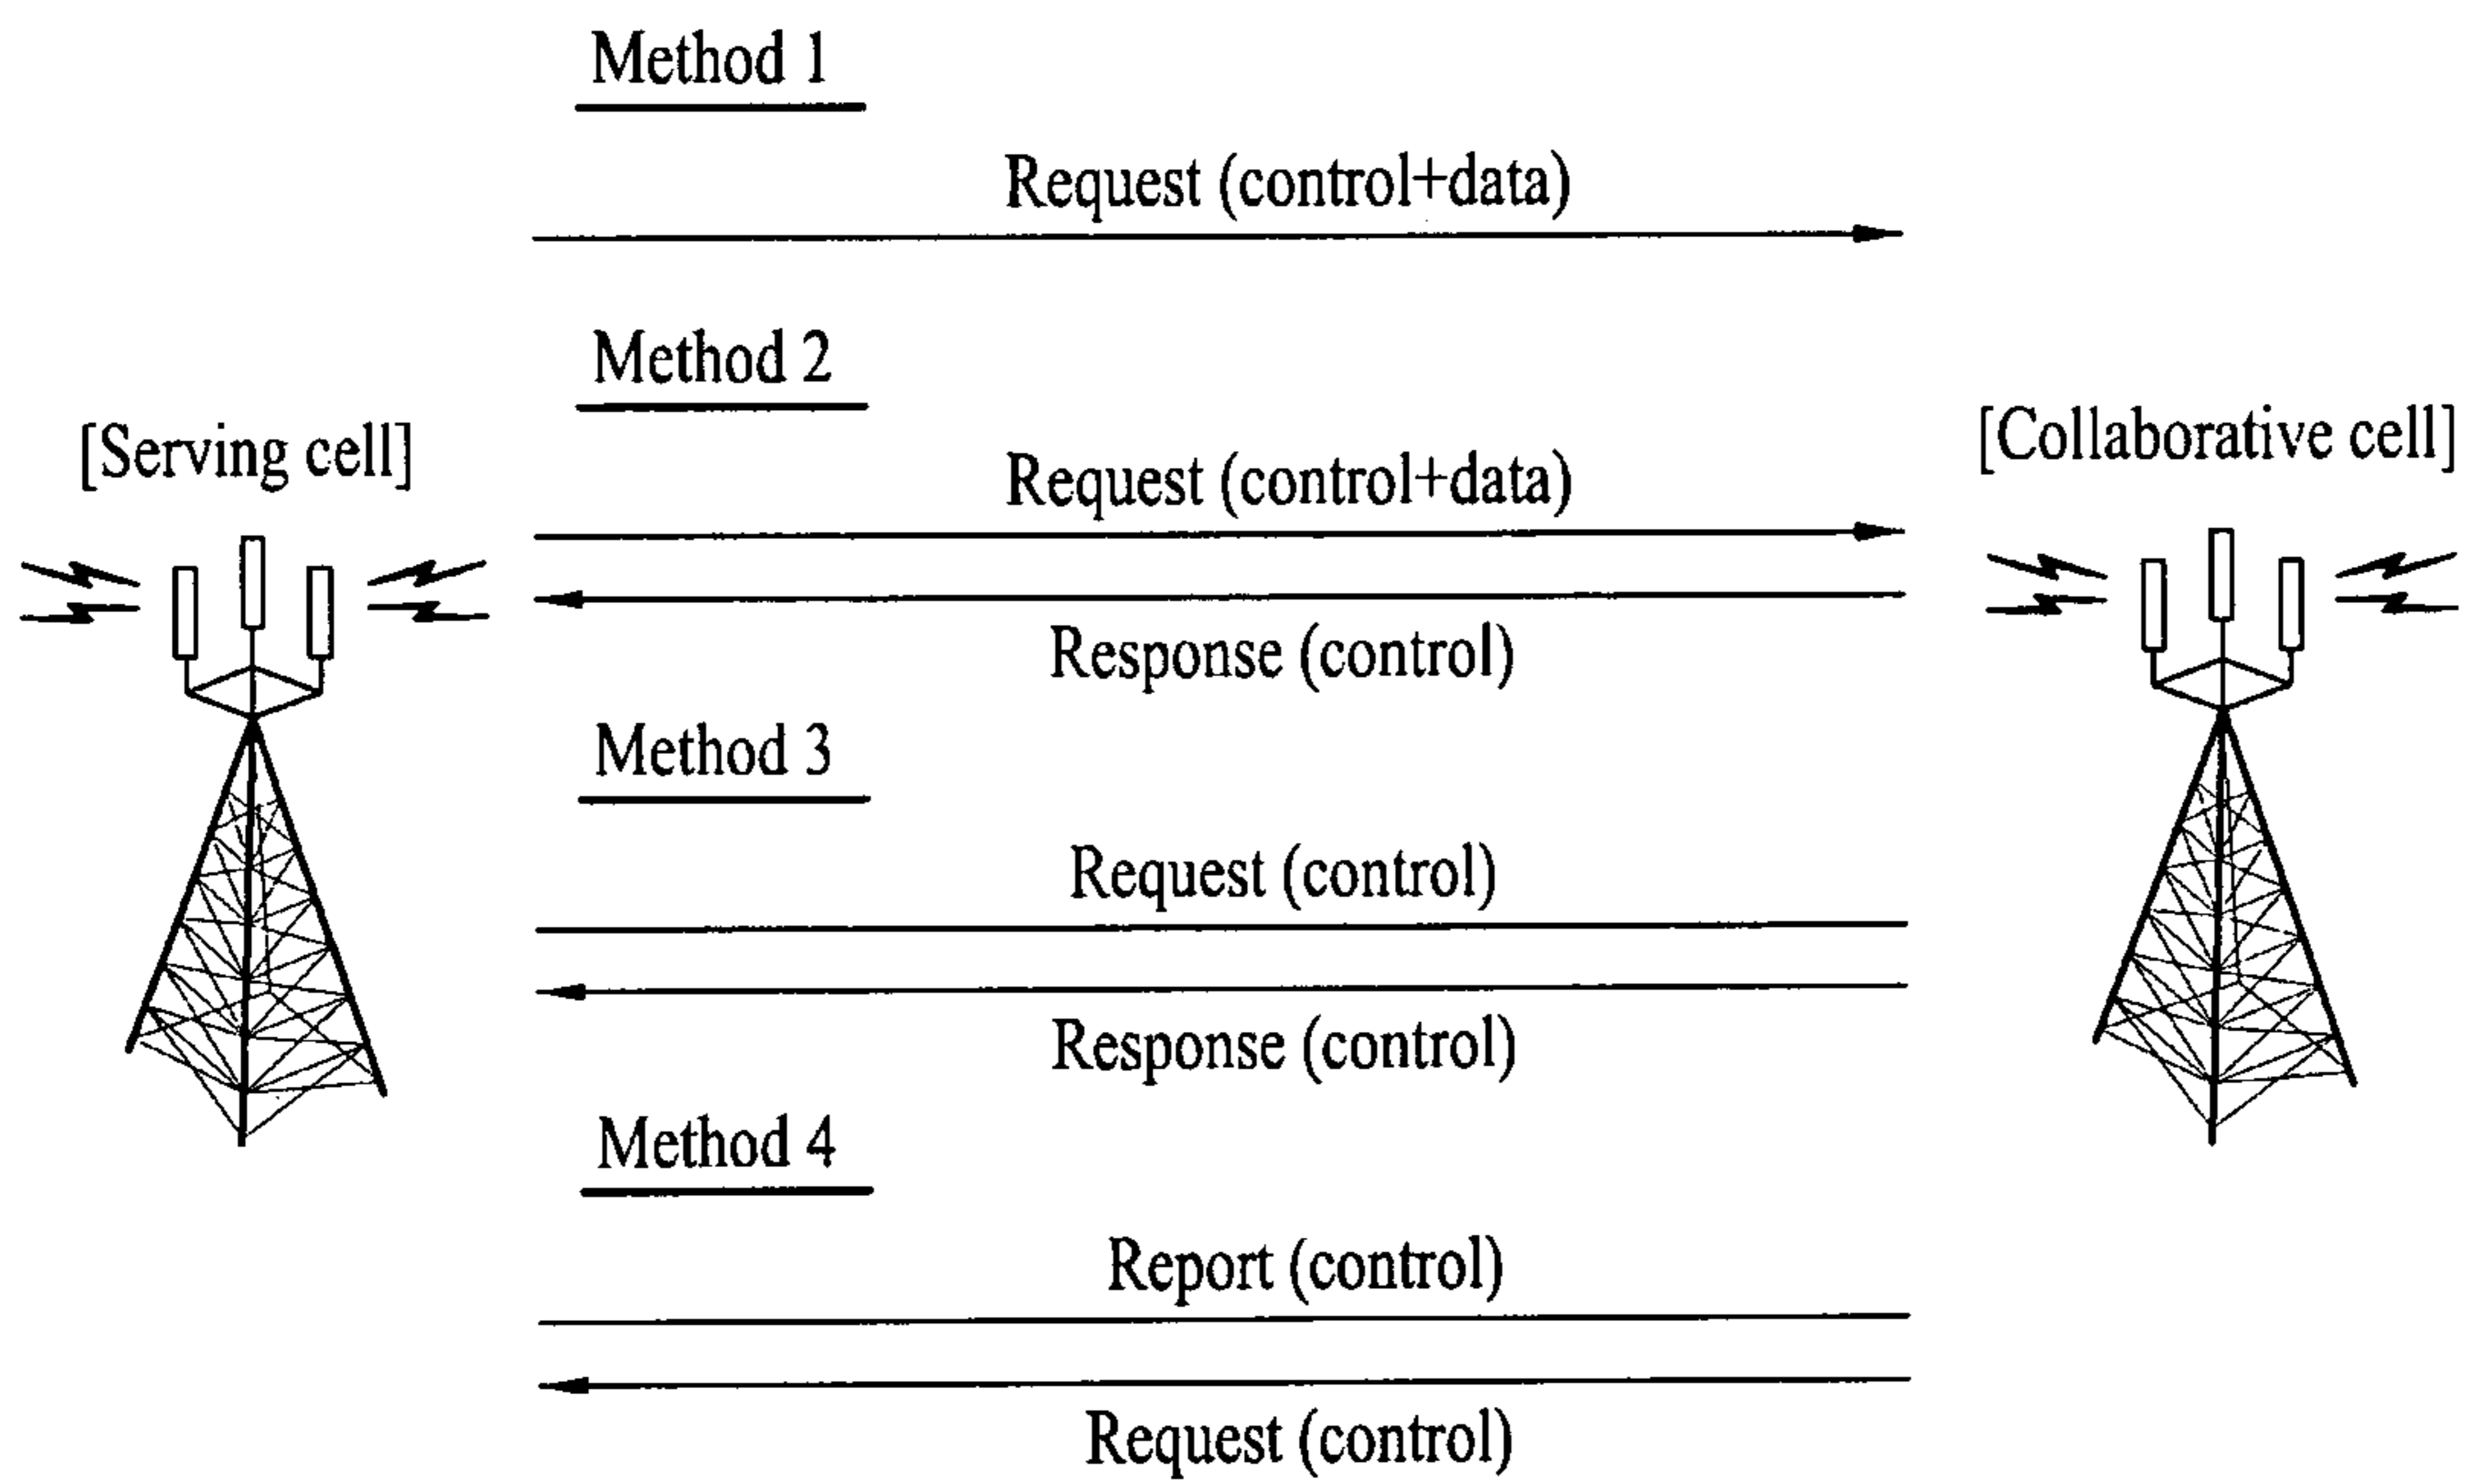 Method 1
Request (control+data)
Method 2
[Serving cell]
[Collaborative cell]
Request (control+data)
Response (control)
Method 3
Request (control)
Response (control)
Method 4
Report (control)
Request (control)